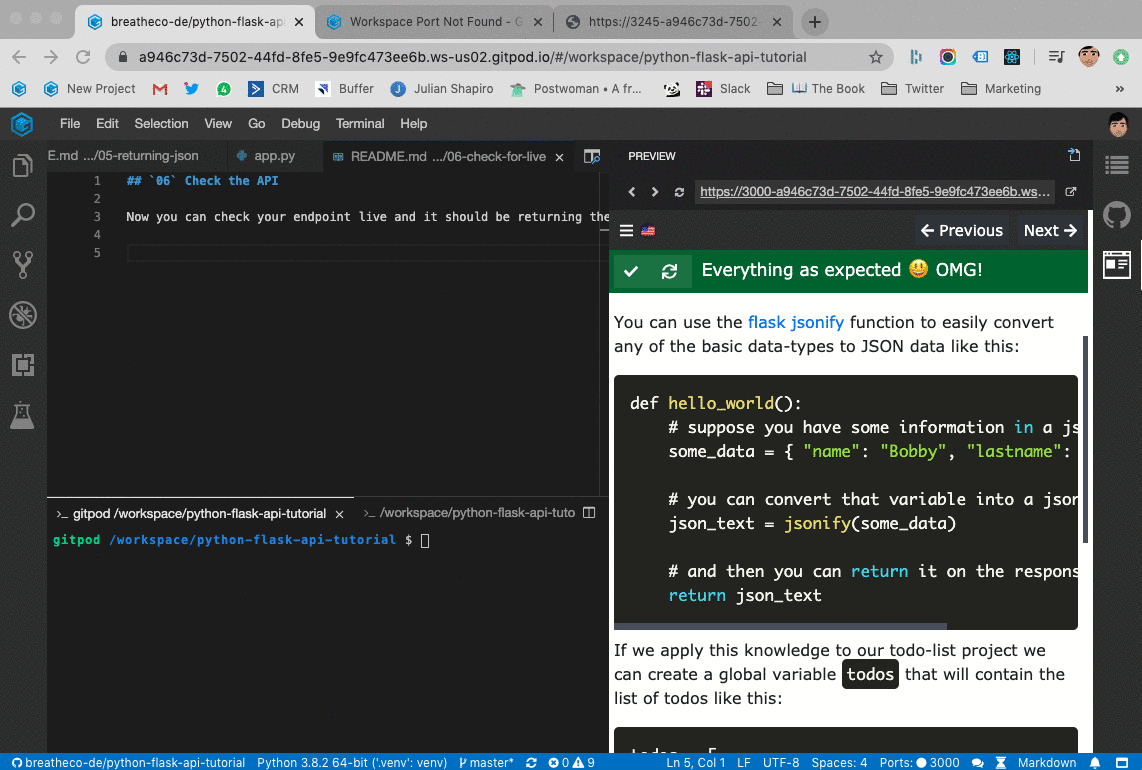 breatheco-de/python-flask-api
Workspace Port Not Found - G
https://3245-a946c73d-7502-
a946c73d-7502-44fd-8fe5-9e9fc473ee6b.ws-us02.gitpod.io/#/workspace/python-flask-api-tutorial
New Project
CRM
Buffer
Julian Shapiro
Postwoman • A fr...
Slack
The Book
Twitter
Marketing
»
File Edit Selection View Go Debug Terminal Help
E.md .../05-returning-json
app.py
README.md .../06-check-for-live
PREVIEW
1 ## `06` Check the API
2
3 Now you can check your endpoint live and it should be returning the
4
5
https://3000-a946c73d-7502-44fd-8fe5-9e9fc473ee6b.ws...
Previous
Next
Everything as expected 😃 OMG!
You can use the flask jsonify function to easily convert
any of the basic data-types to JSON data like this:
def hello_world():
# suppose you have some information in a js
some_data = { "name": "Bobby", "lastname":
# you can convert that variable into a json
json_text = jsonify(some_data)
# and then you can return it on the respons
return json_text
If we apply this knowledge to our todo-list project we
can create a global variable todos that will contain the
list of todos like this:
>_ gitpod /workspace/python-flask-api-tutorial
>_ /workspace/python-flask-api-tuto
gitpod /workspace/python-flask-api-tutorial $
breatheco-de/python-flask-api-tutorial
Python 3.8.2 64-bit ('.venv': venv)
master*
0
9
Ln 5, Col 1
LF
UTF-8
Spaces: 4
Ports:
3000
Markdown